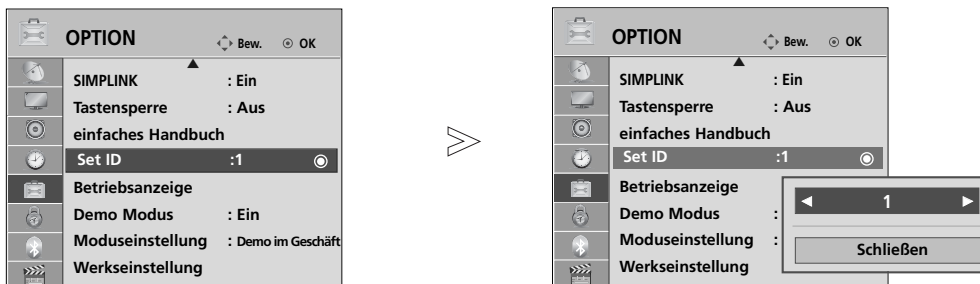 OPTION
Bew. OK
SIMPLINK : Ein
Tastensperre : Aus
einfaches Handbuch
Set ID :1
Betriebsanzeige
Demo Modus : Ein
Moduseinstellung : Demo im Geschäft
Werkseinstellung
OPTION
Bew. OK
SIMPLINK : Ein
Tastensperre : Aus
einfaches Handbuch
Set ID :1
Betriebsanzeige
Demo Modus :
Moduseinstellung :
Werkseinstellung
1
Schließen